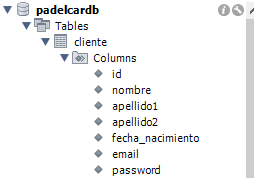 padelcardb
Tables
cliente
Columns
id
nombre
apellido1
apellido2
fecha_nacimiento
email
password